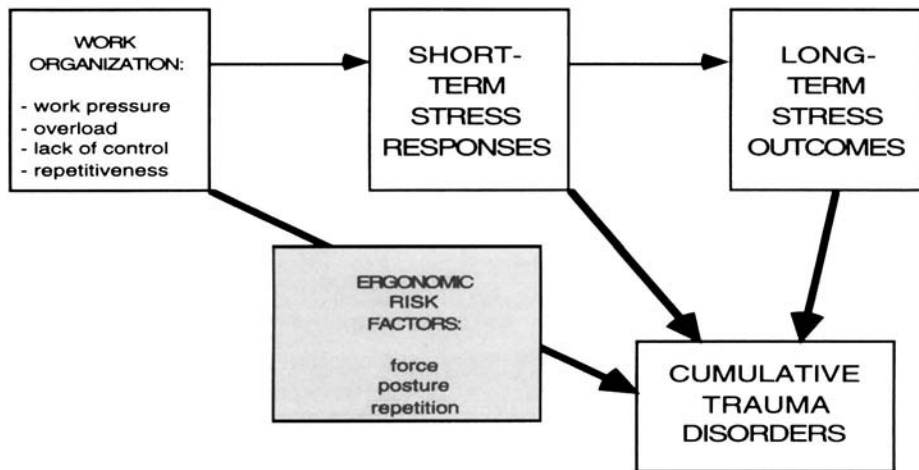 WORK
ORGANIZATION:
- work pressure
- overload
- lack of control
- repetitiveness
SHORT-
TERM
STRESS
RESPONSES
LONG-
TERM
STRESS
OUTCOMES
ERGONOMIC
RISK
FACTORS:
force
posture
repetition
CUMULATIVE
TRAUMA
DISORDERS